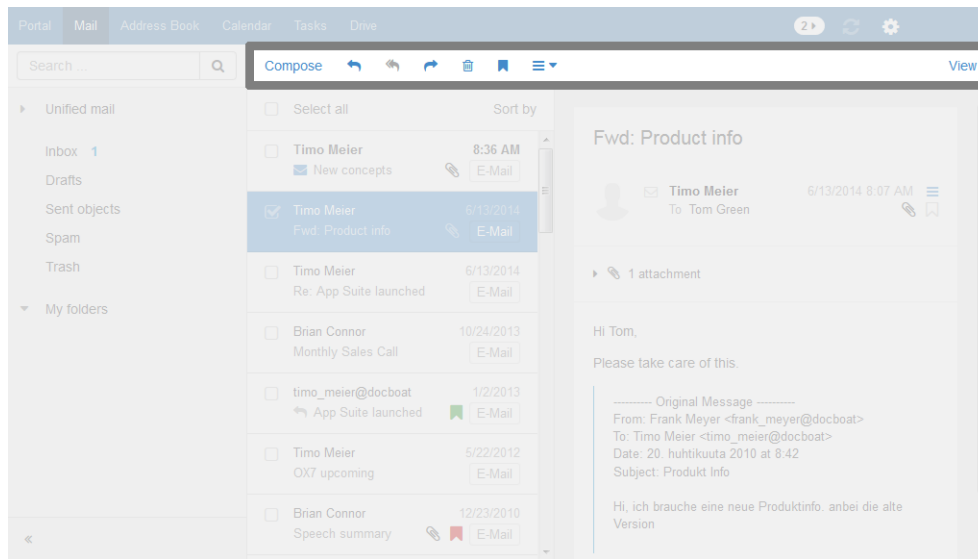 Portal Mail Address Book Calendar Tasks Drive 2
Search ...
Compose View
Unified mail
Inbox 1
Drafts
Sent objects
Spam
Trash
My folders
Select all Sort by
Timo Meier 8:36 AM
New concepts E-Mail
Timo Meier 6/13/2014
Fwd: Product info E-Mail
Timo Meier 6/13/2014
Re: App Suite launched E-Mail
Brian Connor 10/24/2013
Monthly Sales Call E-Mail
timo_meier@docboat 1/2/2013
App Suite launched E-Mail
Timo Meier 5/22/2012
OX7 upcoming E-Mail
Brian Connor 12/23/2010
Speech summary E-Mail
Fwd: Product info
Timo Meier 6/13/2014 8:07 AM
To Tom Green
1 attachment
Hi Tom,
Please take care of this.
---------- Original Message ----------
From: Frank Meyer <frank_meyer@docboat>
To: Timo Meier <timo_meier@docboat>
Date: 20. huhtikuuta 2010 at 8:42
Subject: Produkt Info
Hi, ich brauche eine neue Produktinfo. anbei die alte
Version